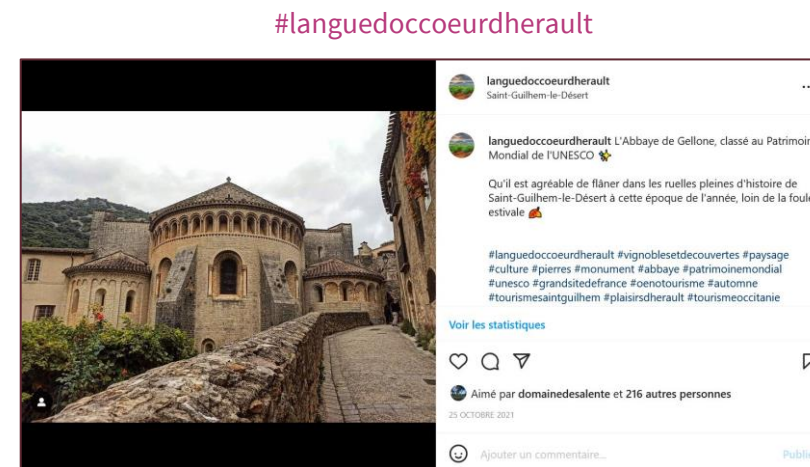 #languedoccoeurdherault
languedoccoeurdherault
Saint-Guilhem-le-Désert
languedoccoeurdherault L'Abbaye de Gellone, classé au Patrimoin
Mondial de l'UNESCO
Qu'il est agréable de flâner dans les ruelles pleines d'histoire de
Saint-Guilhem-le-Désert à cette époque de l'année, loin de la foule
estivale
#languedoccoeurdherault #vignoblesetdecouvertes #paysage
#culture #pierres #monument #abbaye #patrimoinemondial
#unesco #grandsitedefrance #oenotourisme #automne
#tourismesaintguilhem #plaisirsdherault #tourismeoccitanie
Voir les statistiques
Aimé par domainedesalente et 216 autres personnes
25 OCTOBRE 2021
Ajouter un commentaire...
Publi